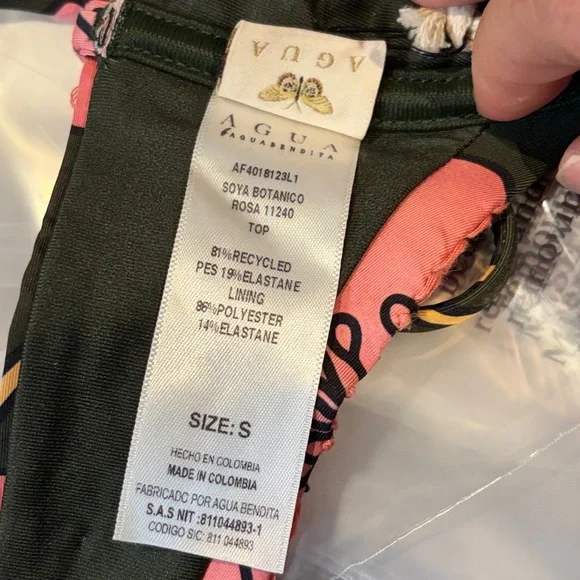 AGUA
AGUA
BY AGUABENDITA
AF4018123L1
SOYA BOTANICO
ROSA 11240
TOP
81%RECYCLED
PES 19%ELASTANE
LINING
86%POLYESTER
14%ELASTANE
SIZE: S
HECHO EN COLOMBIA
MADE IN COLOMBIA
FABRICADO POR AGUA BENDITA
S.A.S NIT :811044893-1
CODIGO SIC: 811 044893